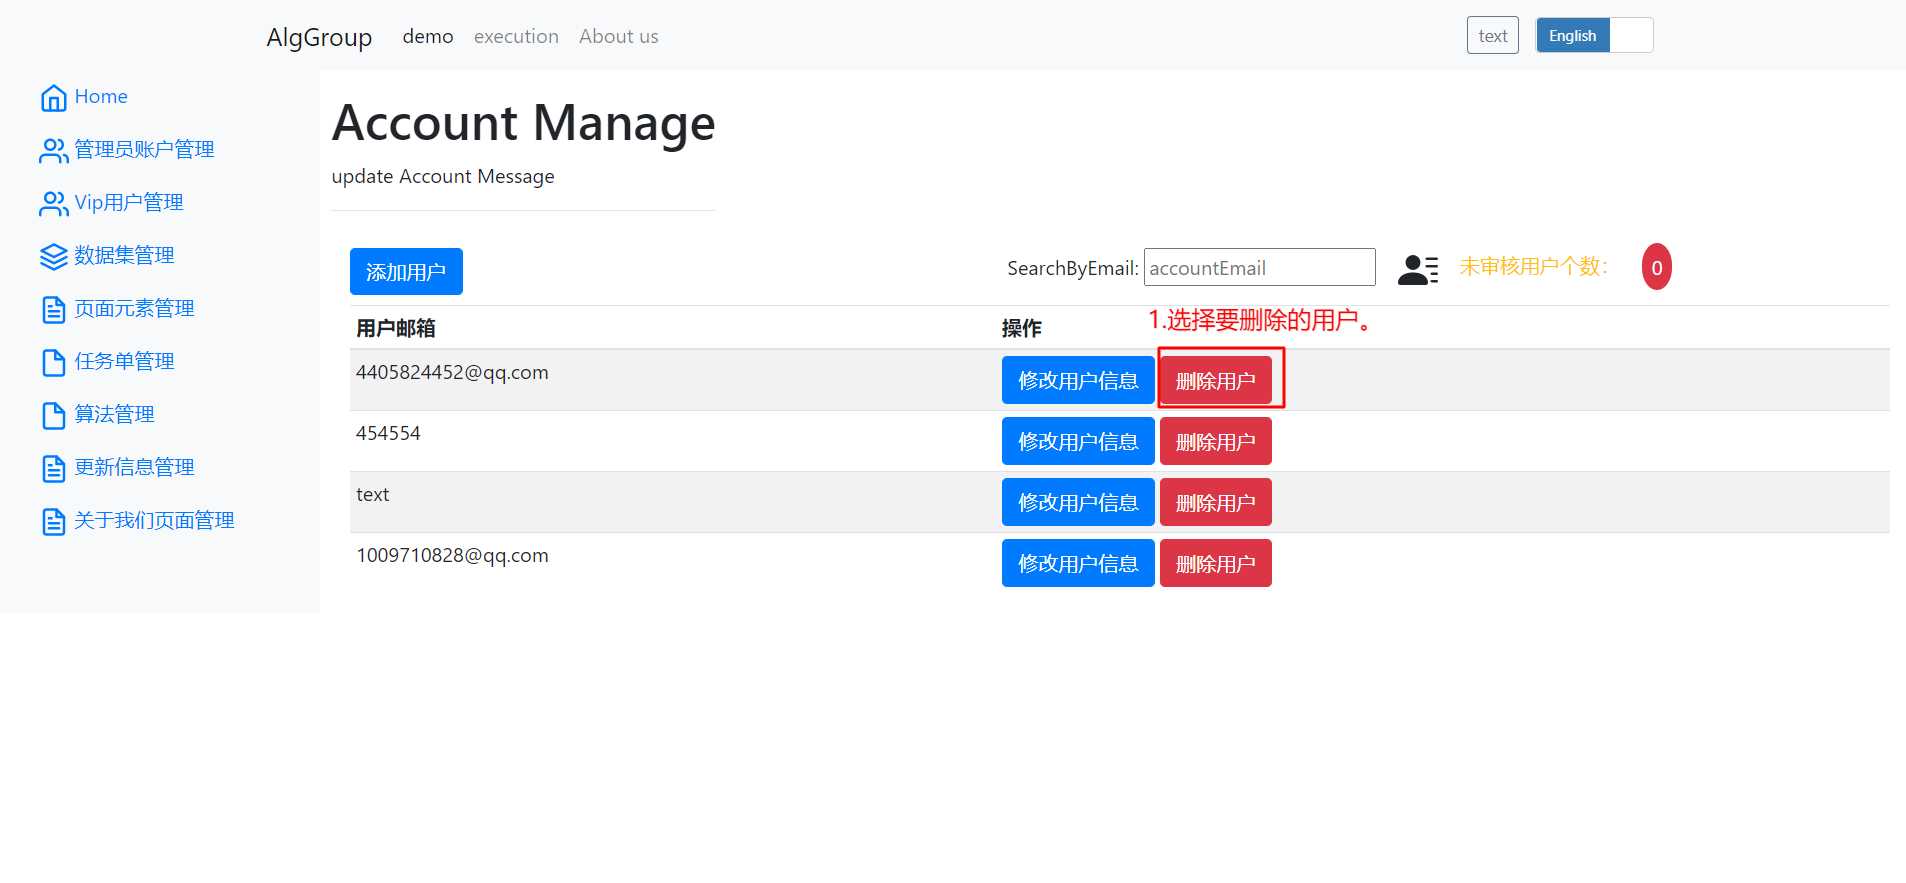 AlgGroup demo execution About us text English
Home
管理员账户管理
Vip用户管理
数据集管理
页面元素管理
任务单管理
算法管理
更新信息管理
关于我们页面管理
Account Manage
update Account Message
添加用户 SearchByEmail: accountEmail 未审核用户个数: 0
1.选择要删除的用户。
用户邮箱 操作
4405824452@qq.com 修改用户信息 删除用户
454554 修改用户信息 删除用户
text 修改用户信息 删除用户
1009710828@qq.com 修改用户信息 删除用户